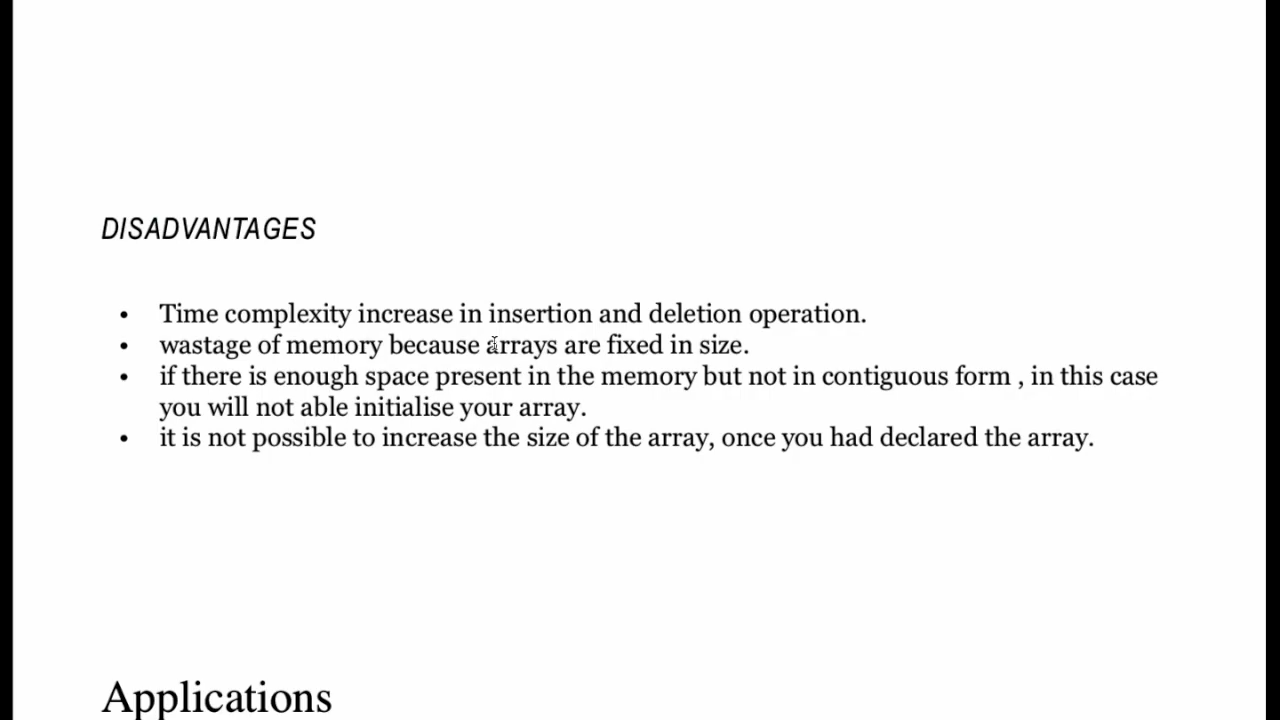 DISADVANTAGES
• Time complexity increase in insertion and deletion operation.
• wastage of memory because arrays are fixed in size.
• if there is enough space present in the memory but not in contiguous form , in this case
you will not able initialise your array.
• it is not possible to increase the size of the array, once you had declared the array.
Applications